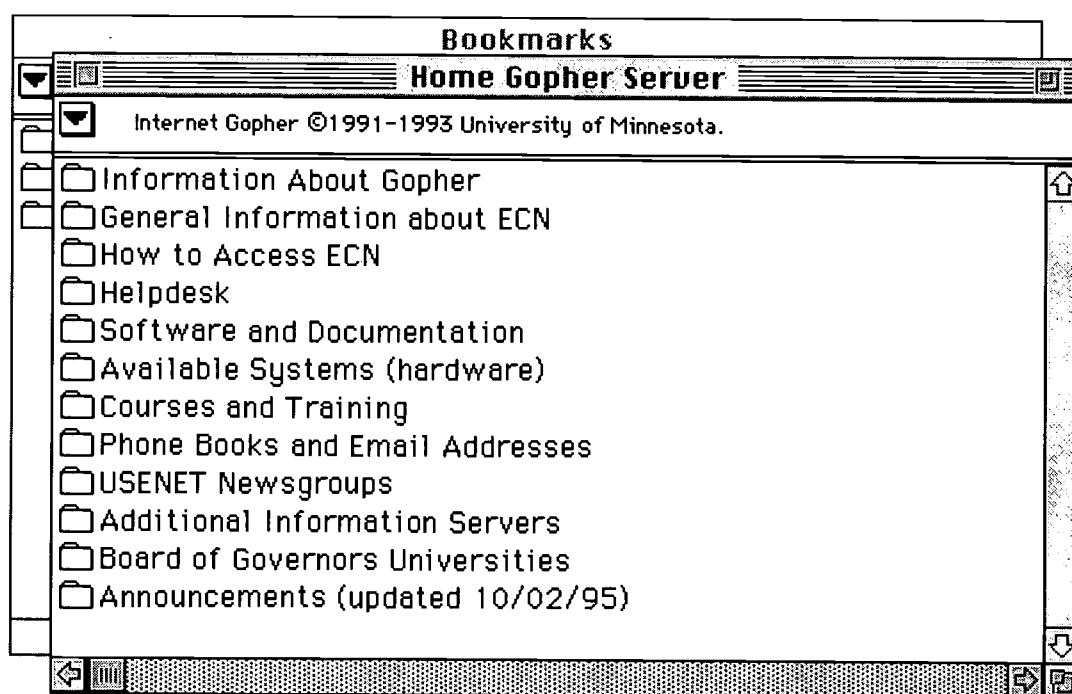 Bookmarks
Home Gopher Server
Internet Gopher ©1991-1993 University of Minnesota.
Information About Gopher
General Information about ECN
How to Access ECN
Helpdesk
Software and Documentation
Available Systems (hardware)
Courses and Training
Phone Books and Email Addresses
USENET Newsgroups
Additional Information Servers
Board of Governors Universities
Announcements (updated 10/02/95)